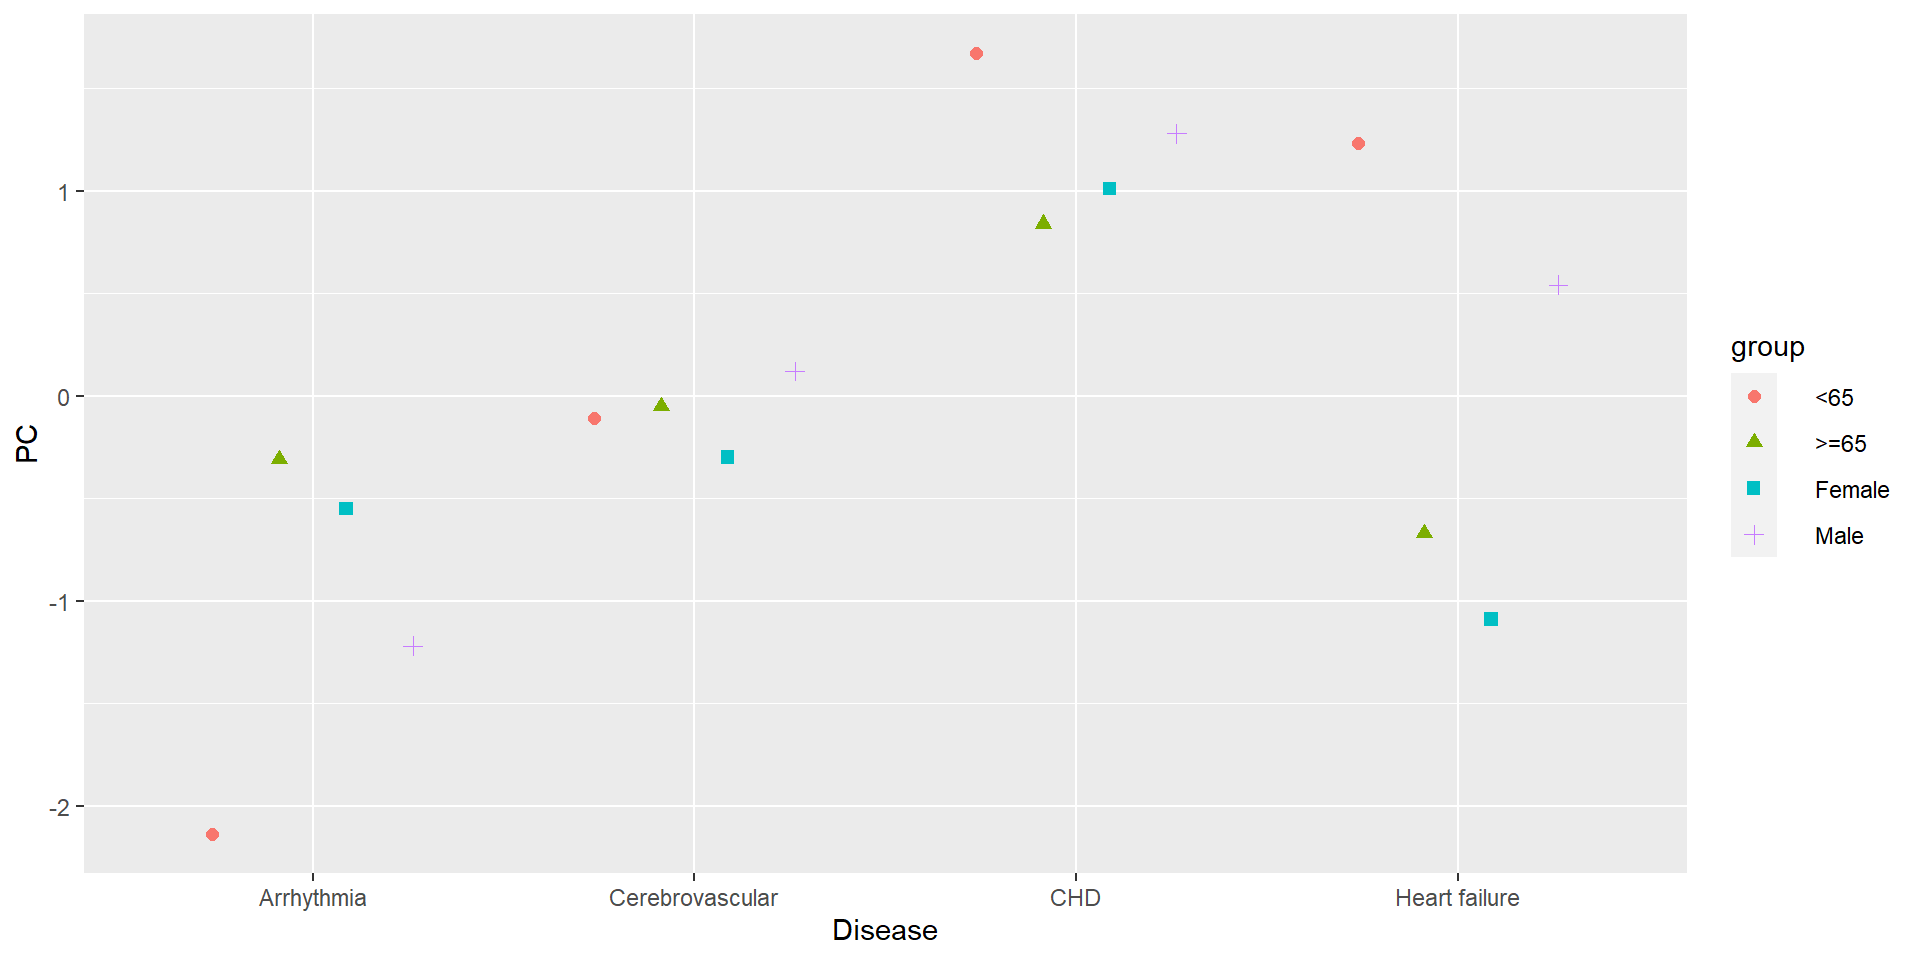 PC
1
0
-1
-2
Arrhythmia
Cerebrovascular
CHD
Heart failure
Disease
group
<65
>=65
Female
Male